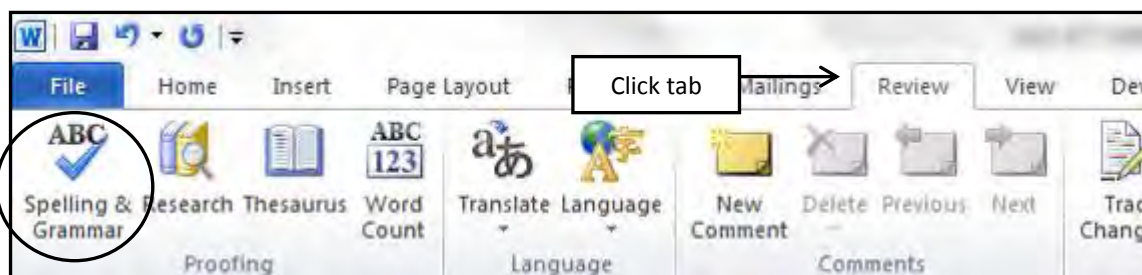 W
File Home Insert Page Layout Click tab Mailings Review View
ABC ABC 123
Spelling & Grammar Research Thesaurus Word Count Translate Language New Comment Delete Previous Next
Proofing Language Comments